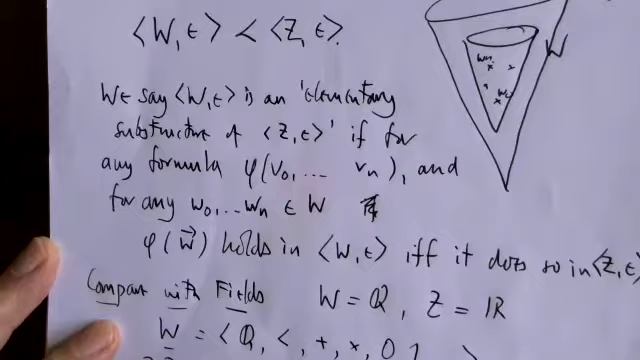 ⟨W, ∈⟩ < ⟨Z, ∈⟩.
We say ⟨W, ∈⟩ is an 'elementary
substructure of ⟨Z, ∈⟩' if for
any formula φ(v₀, ... vₙ), and
for any w₀, ... wₙ ∈ W
φ(w⃗) holds in ⟨W, ∈⟩ iff it does so in ⟨Z, ∈⟩
Compare with Fields W = Q, Z = IR
W = ⟨Q, <, +, ×, 0, 1 ⟩
W